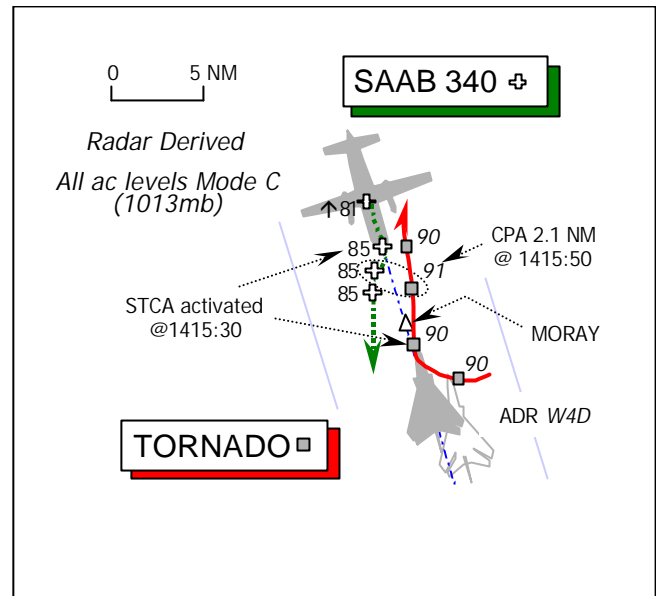 0 5 NM
SAAB 340
Radar Derived
All ac levels Mode C
(1013mb)
↑81
90
CPA 2.1 NM
@ 1415:50
85
85
91
85
STCA activated
@1415:30
90
MORAY
90
ADR W4D
TORNADO